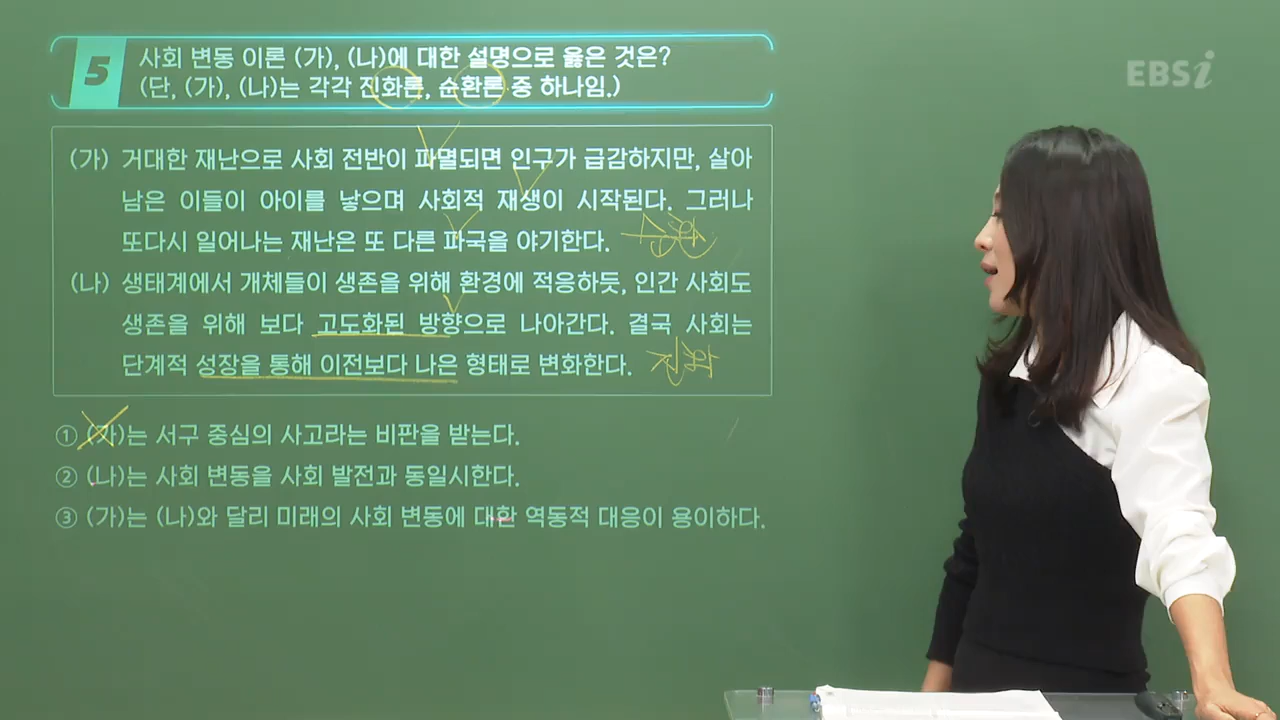 5
사회 변동 이론 (가), (나)에 대한 설명으로 옳은 것은?
(단, (가), (나)는 각각 진화론, 순환론 중 하나임.)
EBSi
(가) 거대한 재난으로 사회 전반이 파멸되면 인구가 급감하지만, 살아
남은 이들이 아이를 낳으며 사회적 재생이 시작된다. 그러나
또다시 일어나는 재난은 또 다른 파국을 야기한다.
(나) 생태계에서 개체들이 생존을 위해 환경에 적응하듯, 인간 사회도
생존을 위해 보다 고도화된 방향으로 나아간다. 결국 사회는
단계적 성장을 통해 이전보다 나은 형태로 변화한다.
① (가)는 서구 중심의 사고라는 비판을 받는다.
② (나)는 사회 변동을 사회 발전과 동일시한다.
③ (가)는 (나)와 달리 미래의 사회 변동에 대한 역동적 대응이 용이하다.